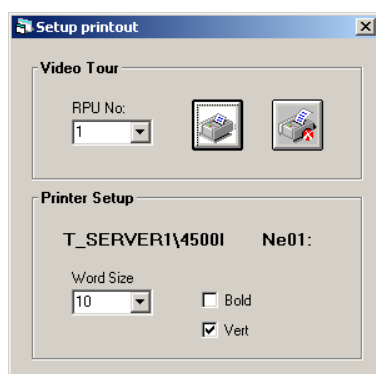 Setup printout
Video Tour
RPU No:
1
Printer Setup
T_SERVER1\4500I Ne01:
Word Size
10
Bold
Vert